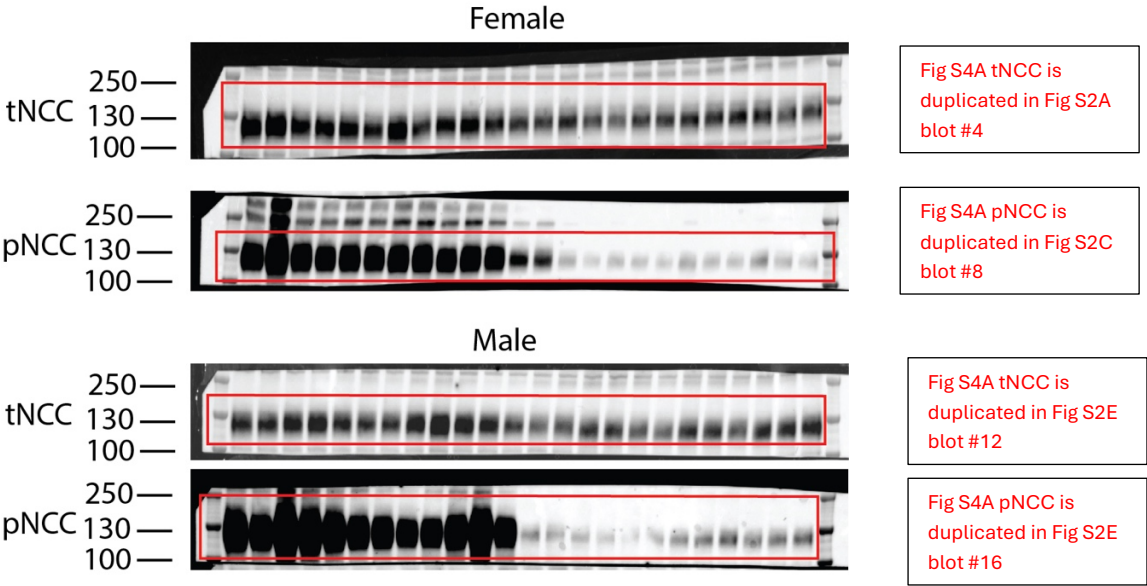 Female
tNCC
250
130
100
Fig S4A tNCC is
duplicated in Fig S2A
blot #4
pNCC
250
130
100
Fig S4A pNCC is
duplicated in Fig S2C
blot #8
Male
tNCC
250
130
100
Fig S4A tNCC is
duplicated in Fig S2E
blot #12
pNCC
250
130
100
Fig S4A pNCC is
duplicated in Fig S2E
blot #16